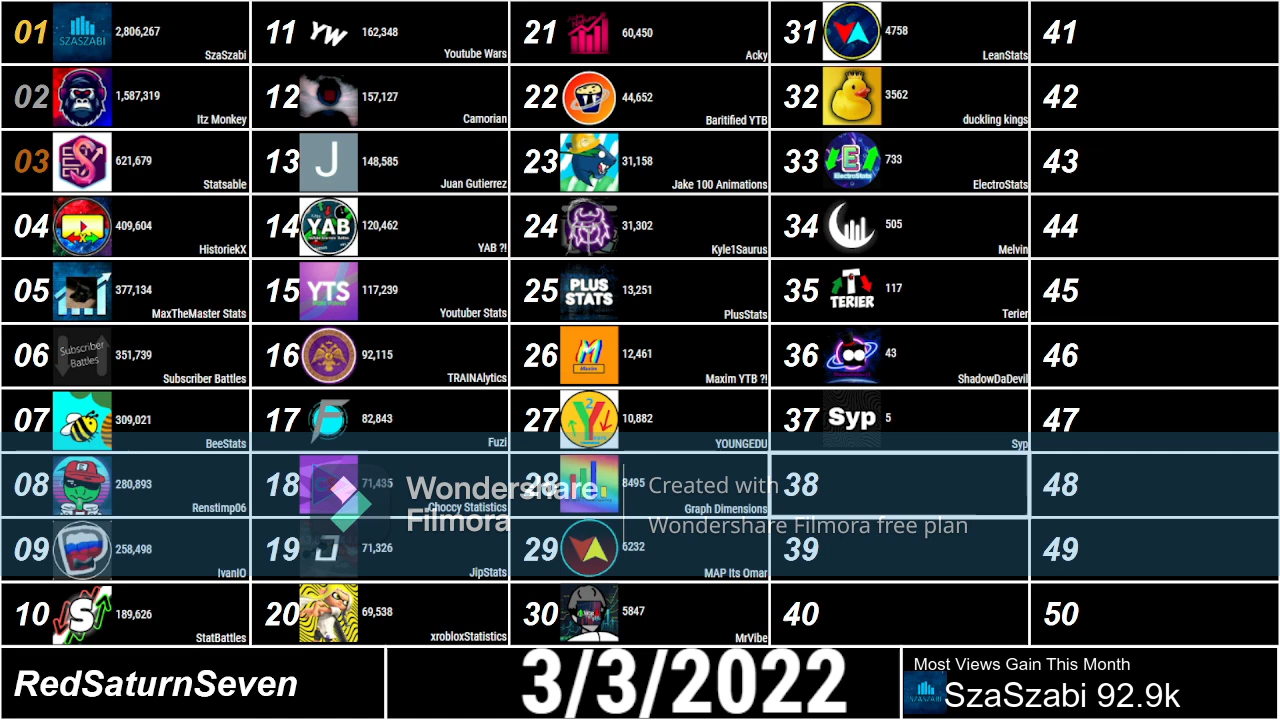 01 SZASZABI 2,806,267 SzaSzabi
02 1,587,319 Itz Monkey
03 621,679 Statsable
04 409,604 HistoriekX
05 377,134 MaxTheMaster Stats
06 Subscriber Battles 351,739 Subscriber Battles
07 309,021 BeeStats
08 280,893 Renstimp06
09 258,498 IvanIO
10 S 189,626 StatBattles
11 YW 162,348 Youtube Wars
12 157,127 Camorian
13 J 148,585 Juan Gutierrez
14 YAB 120,462 YAB ?!
15 YTS 117,239 Youtuber Stats
16 92,115 TRAINAlytics
17 F 82,843 Fuzi
18 71,435 Choccy Statistics
19 J 71,326 JipStats
20 69,538 xrobloxStatistics
21 60,450 Acky
22 44,652 Baritified YTB
23 31,158 Jake 100 Animations
24 31,302 Kyle1Saurus
25 PLUS STATS 13,251 PlusStats
26 M Maxim 12,461 Maxim YTB ?!
27 Y 2 10,882 YOUNGEDU
28 8495 Graph Dimensions
29 6232 MAP Its Omar
30 5847 MrVibe
31 4758 LeanStats
32 3562 duckling kings
33 E ElectroStats 733 ElectroStats
34 505 Melvin
35 TERIER 117 Terier
36 43 ShadowDaDevil
37 Syp 5 Syp
38
39
40
41
42
43
44
45
46
47
48
49
50
Wondershare
Filmora
Created with
Wondershare Filmora free plan
RedSaturnSeven
3/3/2022
Most Views Gain This Month
SZASZABI SzaSzabi 92.9k